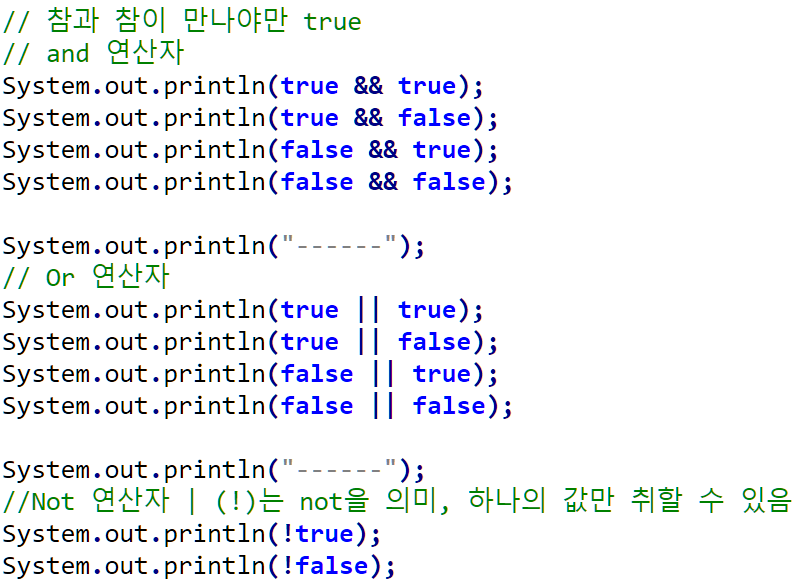 // 참과 참이 만나야만 true
// and 연산자
System.out.println(true && true);
System.out.println(true && false);
System.out.println(false && true);
System.out.println(false && false);
System.out.println("------");
// Or 연산자
System.out.println(true || true);
System.out.println(true || false);
System.out.println(false || true);
System.out.println(false || false);
System.out.println("------");
//Not 연산자 | (!)는 not을 의미, 하나의 값만 취할 수 있음
System.out.println(!true);
System.out.println(!false);